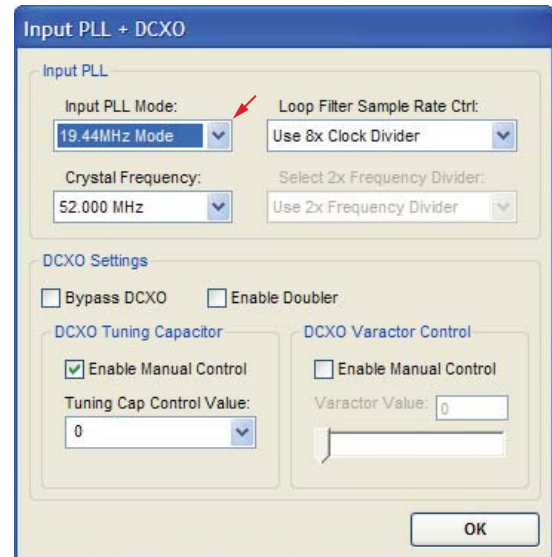 Input PLL + DCXO
Input PLL
Input PLL Mode:
19.44MHz Mode
Loop Filter Sample Rate Ctrl:
Use 8x Clock Divider
Crystal Frequency:
52.000 MHz
Select 2x Frequency Divider:
Use 2x Frequency Divider
DCXO Settings
Bypass DCXO
Enable Doubler
DCXO Tuning Capacitor
Enable Manual Control
Tuning Cap Control Value:
0
DCXO Varactor Control
Enable Manual Control
Varactor Value: 0
OK